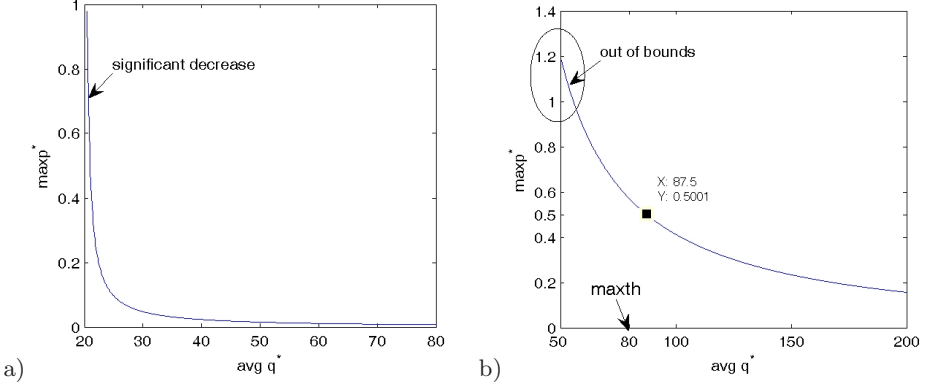 1
0.8
0.6
0.4
0.2
0
20
30
40
50
60
70
80
maxp*
avg q*
significant decrease
a)
1.4
1.2
1
0.8
0.6
0.5
0.4
0.2
0
50
80
100
150
200
maxp*
avg q*
out of bounds
X: 87.5
Y: 0.5001
maxth
b)